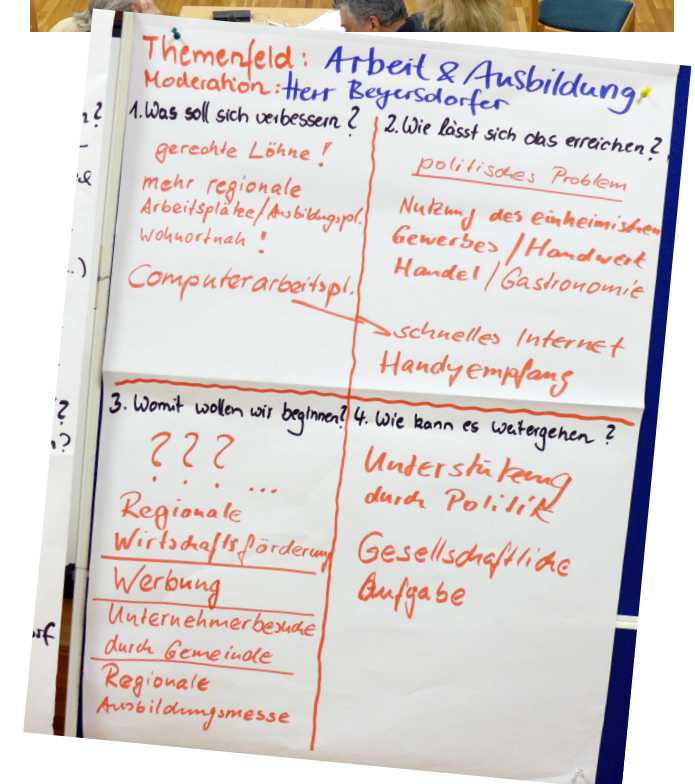 Themenfeld: Arbeit & Ausbildung
Moderation: Herr Beyersdorfer
1. Was soll sich verbessern?
gerechte Löhne!
mehr regionale
Arbeitsplätze/Ausbildungspl.
wohnortnah!
Computerarbeitspl.
2. Wie lässt sich das erreichen?
politisches Problem
Nutzung des einheimischen
Gewerbes/Handwerk
Handel/Gastronomie
schnelles Internet
Handyempfang
3. Womit wollen wir beginnen?
? ? ? ...
Regionale
Wirtschaftsförderung
Werbung
Unternehmerbesuche
durch Gemeinde
Regionale
Ausbildungsmesse
4. Wie kann es weitergehen?
Unterstützung
durch Politik
Gesellschaftliche
Aufgabe